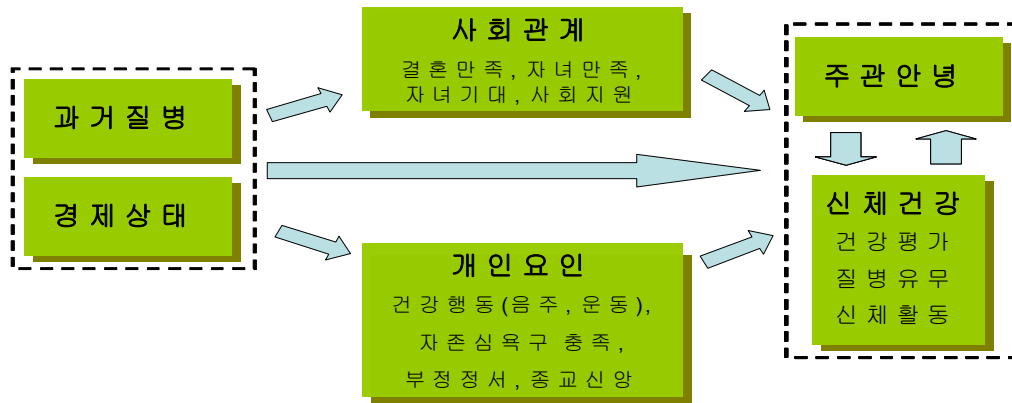 과거질병
경제상태
사회관계
결혼만족, 자녀만족,
자녀기대, 사회지원
개인요인
건강행동(음주, 운동),
자존심욕구 충족,
부정정서, 종교신앙
주관안녕
신체건강
건강평가
질병유무
신체활동